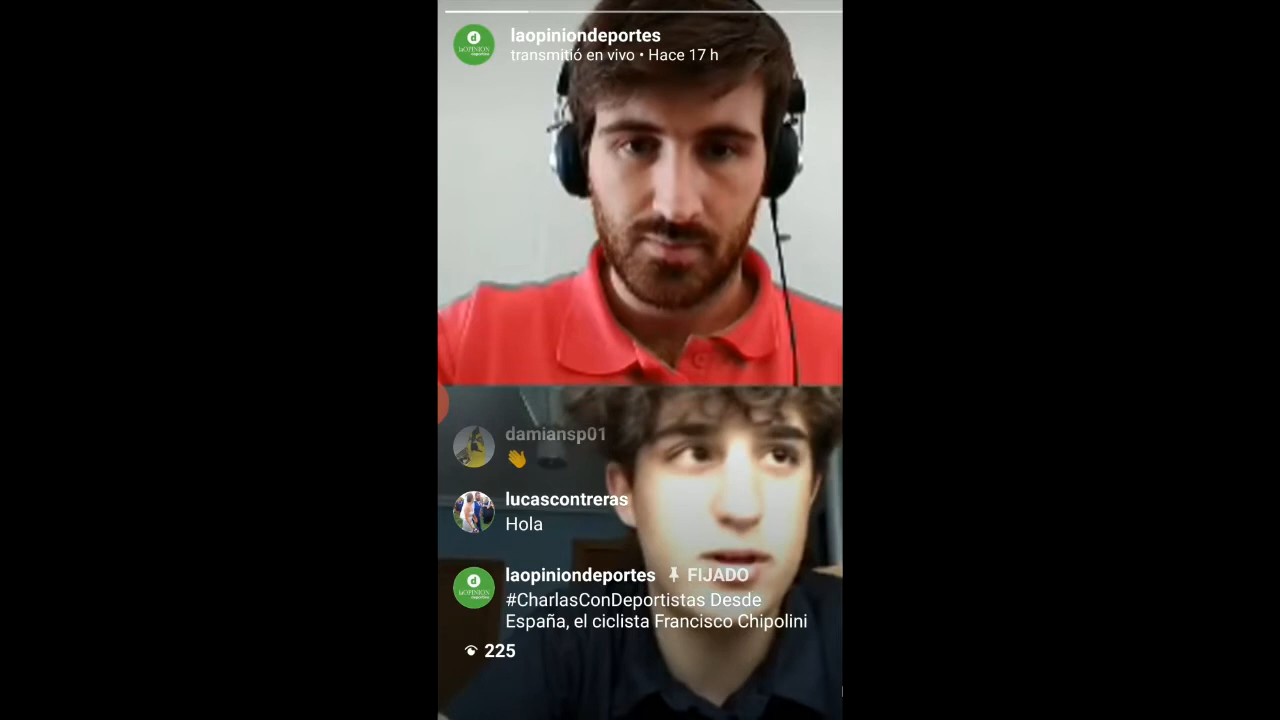 laopiniondeportes
transmitió en vivo • Hace 17 h
damiansp01
lucascontreras
Hola
laopiniondeportes FIJADO
#CharlasConDeportistas Desde
España, el ciclista Francisco Chipolini
225